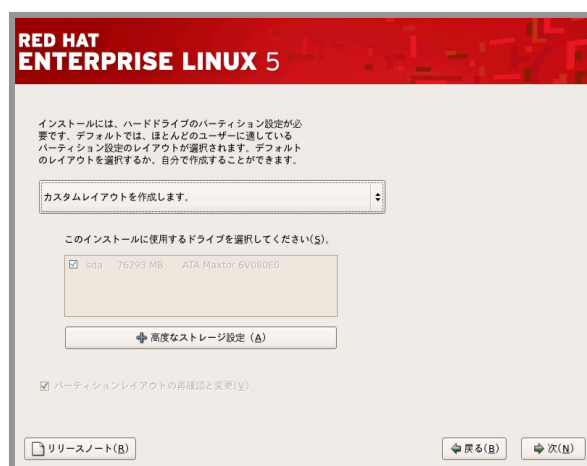 RED HAT
ENTERPRISE LINUX 5
インストールには、ハードドライブのパーティション設定が必
要です。デフォルトでは、ほとんどのユーザーに適している
パーティション設定のレイアウトが選択されます。デフォルト
のレイアウトを選択するか、自分で作成することができます。
カスタムレイアウトを作成します。
このインストールに使用するドライブを選択してください(S)。
sda 76293 MB ATA Maxtor 6V080E0
高度なストレージ設定 (A)
パーティションレイアウトの再確認と変更(V)
リリースノート(R)
戻る(B)
次(N)